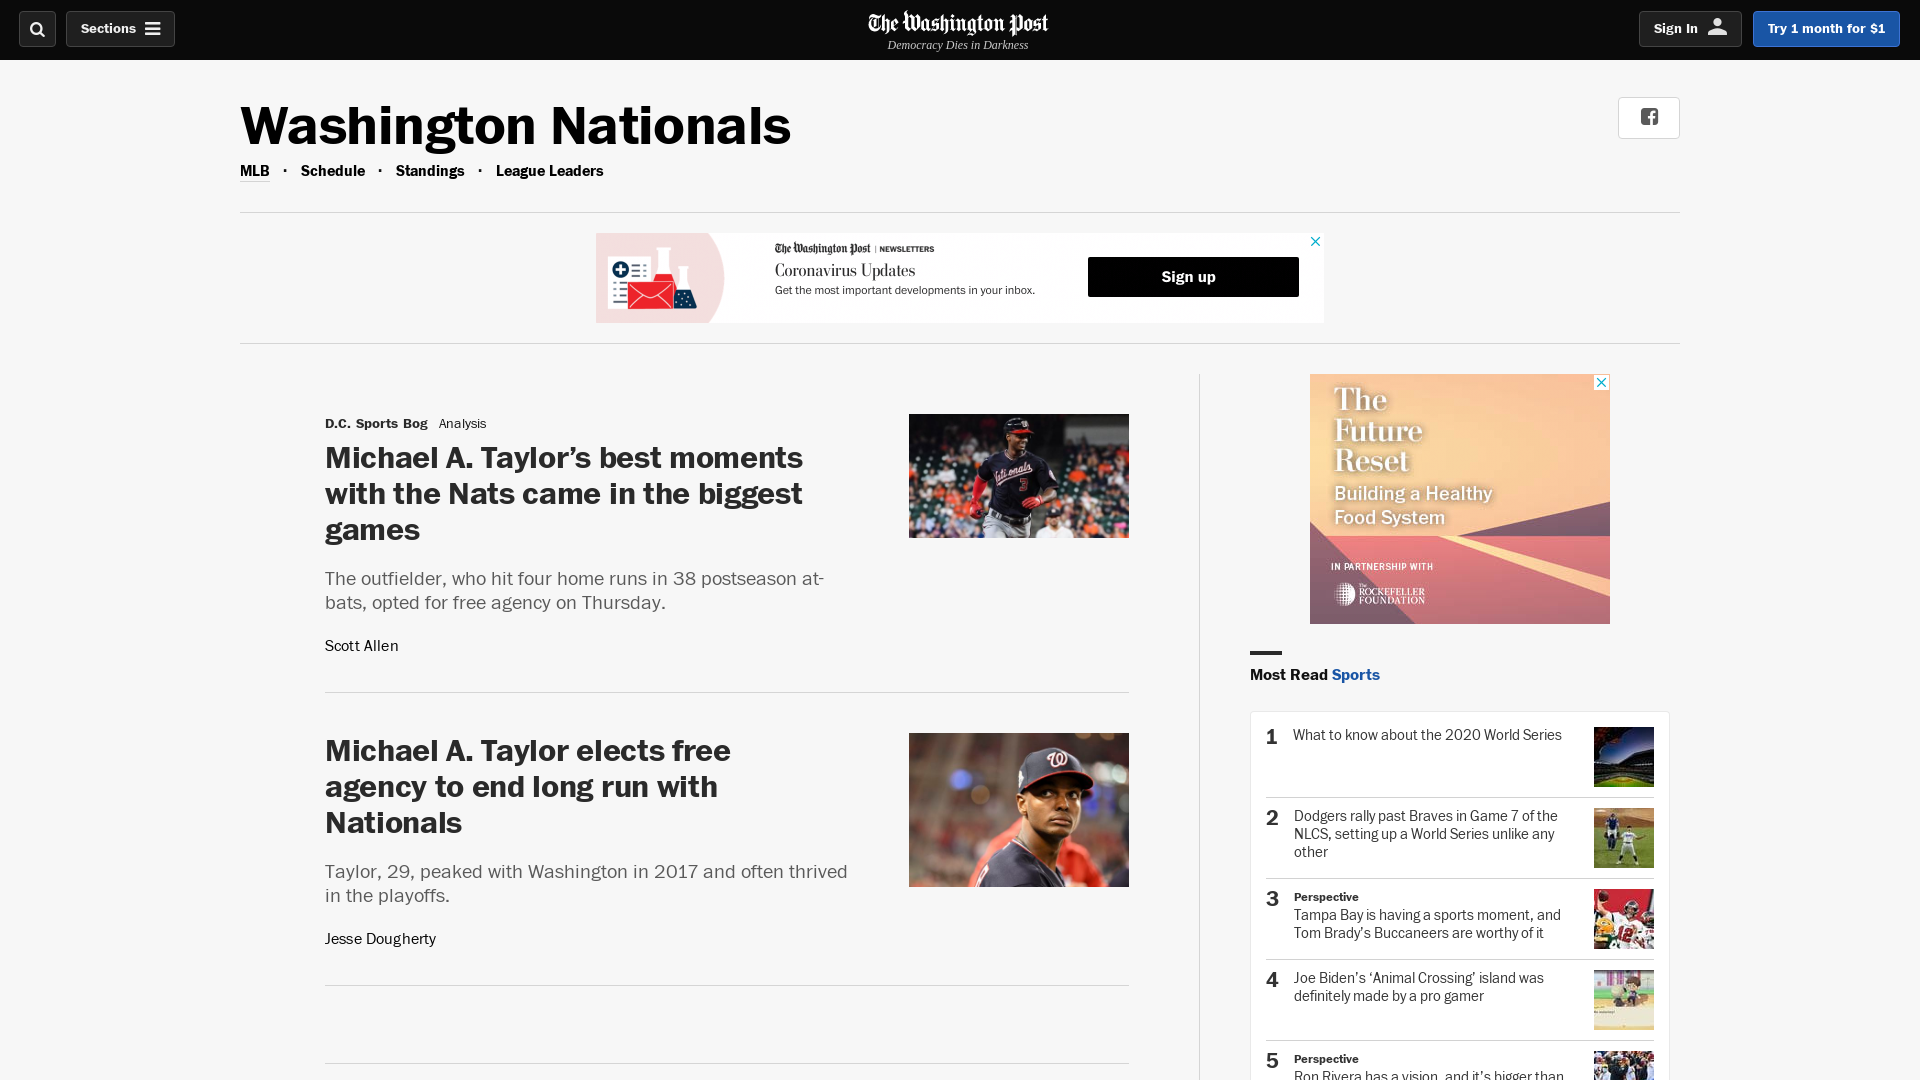 Sections
The Washington Post
Democracy Dies in Darkness
Sign In
Try 1 month for $1
Washington Nationals
MLB · Schedule · Standings · League Leaders
The Washington Post | NEWSLETTERS
Coronavirus Updates
Get the most important developments in your inbox.
Sign up
D.C. Sports Bog Analysis
Michael A. Taylor’s best moments
with the Nats came in the biggest
games
The outfielder, who hit four home runs in 38 postseason at-
bats, opted for free agency on Thursday.
Scott Allen
Michael A. Taylor elects free
agency to end long run with
Nationals
Taylor, 29, peaked with Washington in 2017 and often thrived
in the playoffs.
Jesse Dougherty
The
Future
Reset
Building a Healthy
Food System
IN PARTNERSHIP WITH
The
ROCKEFELLER
FOUNDATION
Most Read Sports
1 What to know about the 2020 World Series
2 Dodgers rally past Braves in Game 7 of the
NLCS, setting up a World Series unlike any
other
3 Perspective
Tampa Bay is having a sports moment, and
Tom Brady’s Buccaneers are worthy of it
4 Joe Biden’s ‘Animal Crossing’ island was
definitely made by a pro gamer
5 Perspective
Ron Rivera has a vision, and it’s bigger than